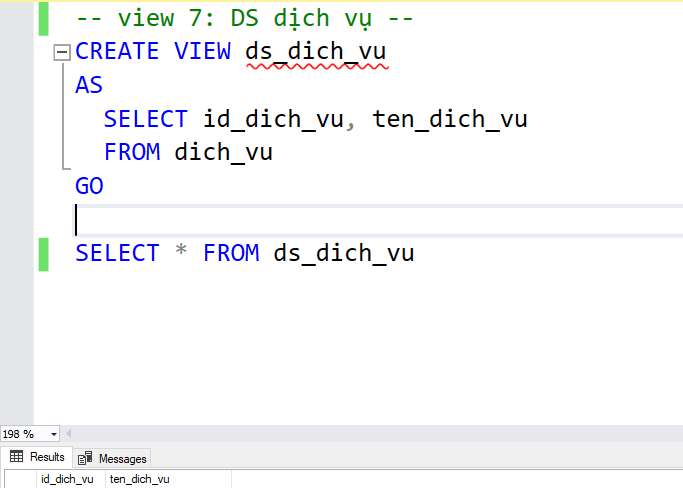 -- view 7: DS dịch vụ --
CREATE VIEW ds_dich_vu
AS
SELECT id_dich_vu, ten_dich_vu
FROM dich_vu
GO
SELECT * FROM ds_dich_vu
198 %
Results Messages
id_dich_vu ten_dich_vu